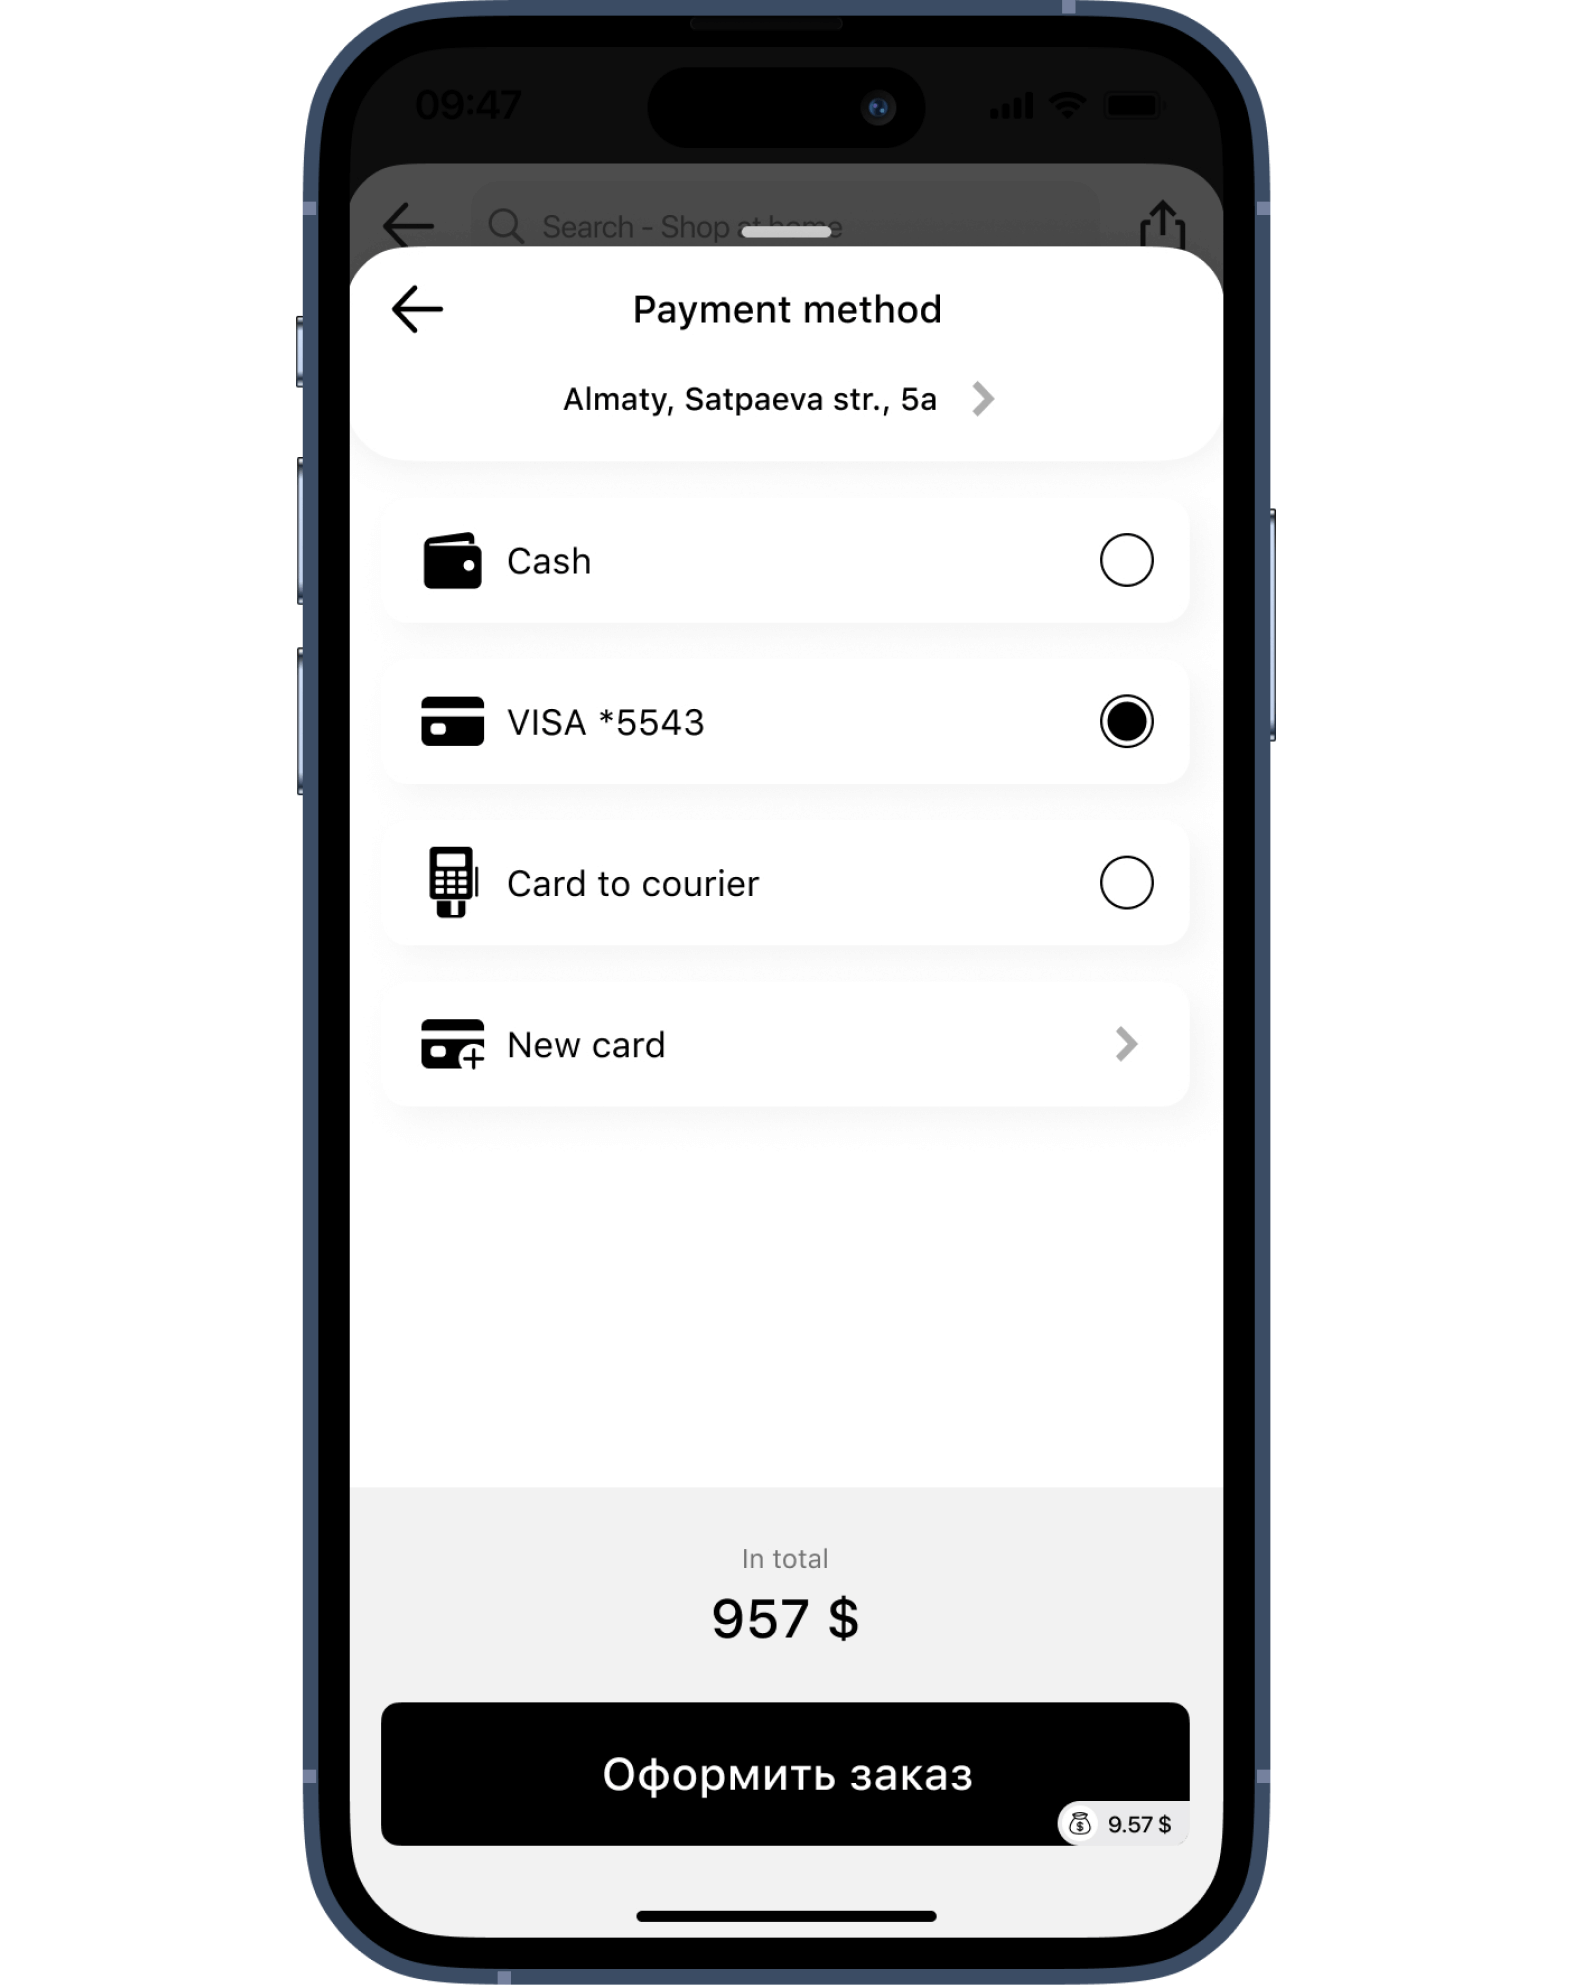 09:47
Search - Shop at home
Payment method
Almaty, Satpaeva str., 5a
Cash
VISA *5543
Card to courier
New card
In total
957 $
Оформить заказ
9.57 $